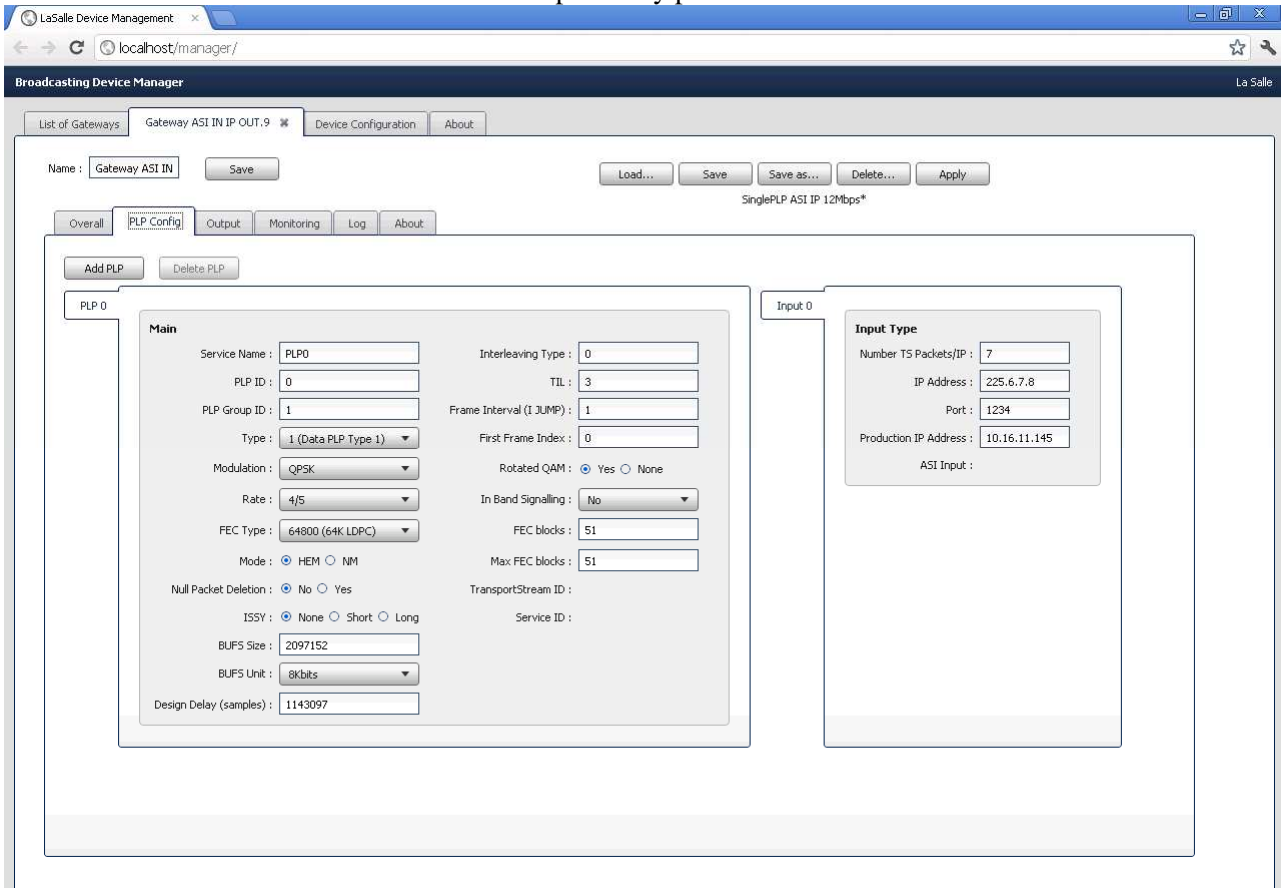 LaSalle Device Management ×
localhost/manager/
Broadcasting Device Manager La Salle
List of Gateways Gateway ASI IN IP OUT.9 Device Configuration About
Name : Gateway ASI IN Save Load... Save Save as... Delete... Apply
SinglePLP ASI IP 12Mbps*
Overall PLP Config Output Monitoring Log About
Add PLP Delete PLP
PLP 0
Main
Service Name : PLP0
PLP ID : 0
PLP Group ID : 1
Type : 1 (Data PLP Type 1)
Modulation : QPSK
Rate : 4/5
FEC Type : 64800 (64K LDPC)
Mode : HEM NM
Null Packet Deletion : No Yes
ISSY : None Short Long
BUFS Size : 2097152
BUFS Unit : 8Kbits
Design Delay (samples) : 1143097
Interleaving Type : 0
TIL : 3
Frame Interval (I JUMP) : 1
First Frame Index : 0
Rotated QAM : Yes None
In Band Signalling : No
FEC blocks : 51
Max FEC blocks : 51
TransportStream ID :
Service ID :
Input 0
Input Type
Number TS Packets/IP : 7
IP Address : 225.6.7.8
Port : 1234
Production IP Address : 10.16.11.145
ASI Input :